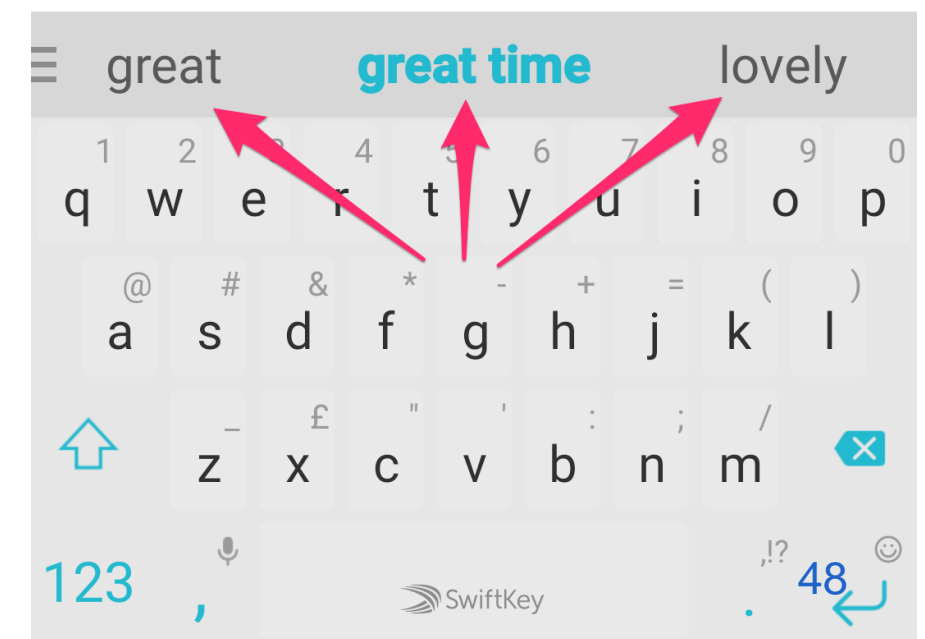 great great time lovely
1 2 3 4 5 6 7 8 9 0
q w e r t y u i o p
@ # & * - + = ( )
a s d f g h j k l
_ £ " ' : ; /
z x c v b n m
,!?
123 , SwiftKey . 48